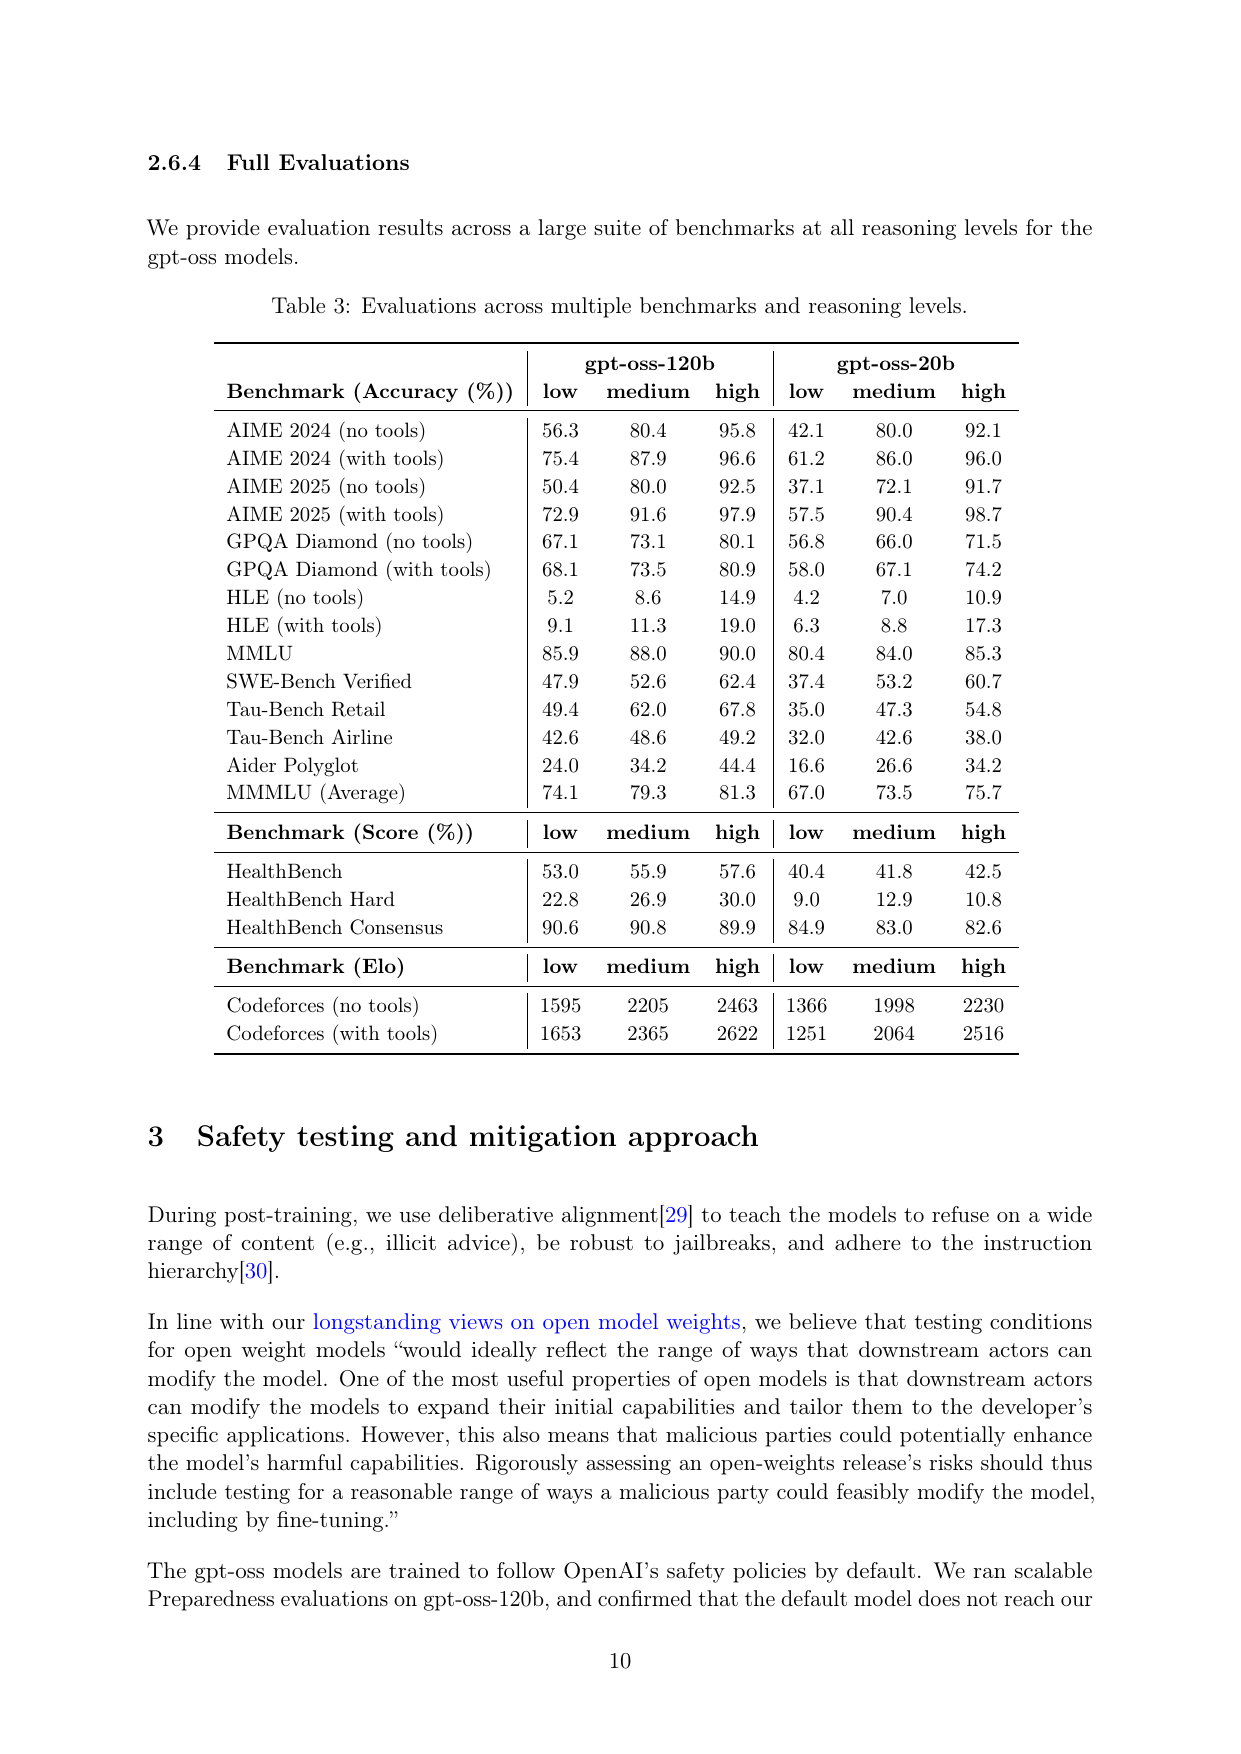 2.6.4 Full Evaluations
We provide evaluation results across a large suite of benchmarks at all reasoning levels for the
gpt-oss models.
Table 3: Evaluations across multiple benchmarks and reasoning levels.
gpt-oss-120b gpt-oss-20b
Benchmark (Accuracy (%)) low medium high low medium high
AIME 2024 (no tools) 56.3 80.4 95.8 42.1 80.0 92.1
AIME 2024 (with tools) 75.4 87.9 96.6 61.2 86.0 96.0
AIME 2025 (no tools) 50.4 80.0 92.5 37.1 72.1 91.7
AIME 2025 (with tools) 72.9 91.6 97.9 57.5 90.4 98.7
GPQA Diamond (no tools) 67.1 73.1 80.1 56.8 66.0 71.5
GPQA Diamond (with tools) 68.1 73.5 80.9 58.0 67.1 74.2
HLE (no tools) 5.2 8.6 14.9 4.2 7.0 10.9
HLE (with tools) 9.1 11.3 19.0 6.3 8.8 17.3
MMLU 85.9 88.0 90.0 80.4 84.0 85.3
SWE-Bench Verified 47.9 52.6 62.4 37.4 53.2 60.7
Tau-Bench Retail 49.4 62.0 67.8 35.0 47.3 54.8
Tau-Bench Airline 42.6 48.6 49.2 32.0 42.6 38.0
Aider Polyglot 24.0 34.2 44.4 16.6 26.6 34.2
MMMLU (Average) 74.1 79.3 81.3 67.0 73.5 75.7
Benchmark (Score (%)) low medium high low medium high
HealthBench 53.0 55.9 57.6 40.4 41.8 42.5
HealthBench Hard 22.8 26.9 30.0 9.0 12.9 10.8
HealthBench Consensus 90.6 90.8 89.9 84.9 83.0 82.6
Benchmark (Elo) low medium high low medium high
Codeforces (no tools) 1595 2205 2463 1366 1998 2230
Codeforces (with tools) 1653 2365 2622 1251 2064 2516
3 Safety testing and mitigation approach
During post-training, we use deliberative alignment[29] to teach the models to refuse on a wide
range of content (e.g., illicit advice), be robust to jailbreaks, and adhere to the instruction
hierarchy[30].
In line with our longstanding views on open model weights, we believe that testing conditions
for open weight models “would ideally reflect the range of ways that downstream actors can
modify the model. One of the most useful properties of open models is that downstream actors
can modify the models to expand their initial capabilities and tailor them to the developer’s
specific applications. However, this also means that malicious parties could potentially enhance
the model’s harmful capabilities. Rigorously assessing an open-weights release’s risks should thus
include testing for a reasonable range of ways a malicious party could feasibly modify the model,
including by fine-tuning.”
The gpt-oss models are trained to follow OpenAI’s safety policies by default. We ran scalable
Preparedness evaluations on gpt-oss-120b, and confirmed that the default model does not reach our
10